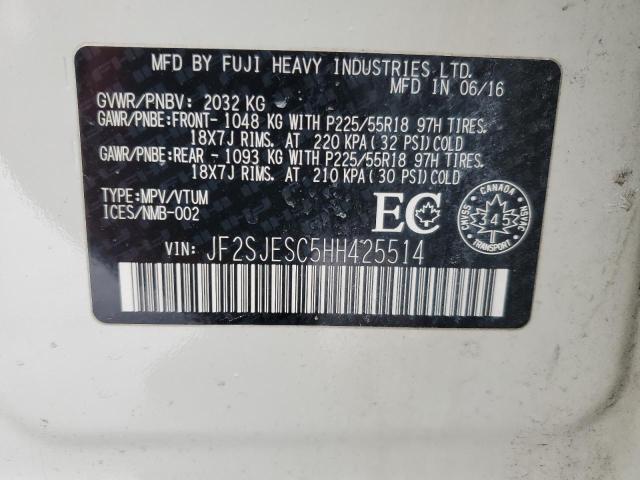 MFD BY FUJI HEAVY INDUSTRIES LTD.
MFD IN 06/16
GVWR/PNBV: 2032 KG
GAWR/PNBE:FRONT- 1048 KG WITH P225/55R18 97H TIRES.
18X7J RIMS. AT 220 KPA(32 PSI)COLD
GAWR/PNBE:REAR - 1093 KG WITH P225/55R18 97H TIRES.
18X7J RIMS. AT 210 KPA(30 PSI)COLD
TYPE:MPV/VTUM
ICES/NMB-002
EC
CANADA
CMVSS
345
NSVAC
TRANSPORT
VIN: JF2SJESC5HH425514